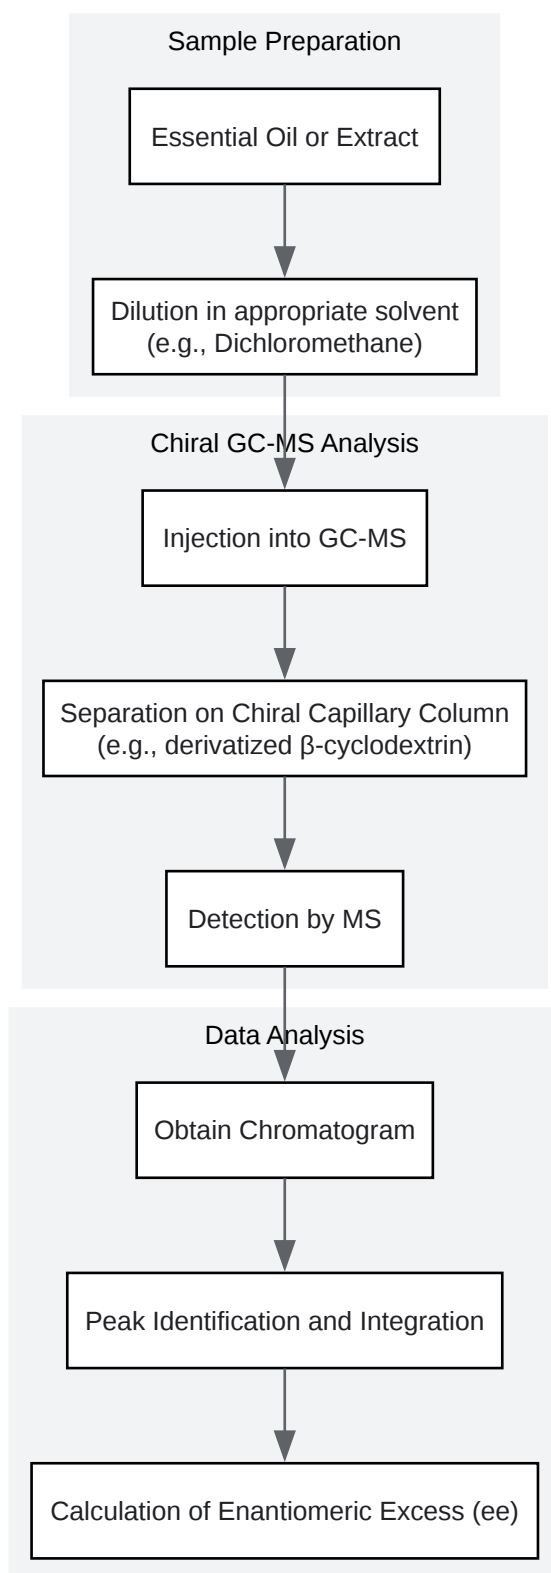 Sample Preparation
Essential Oil or Extract
Dilution in appropriate solvent
(e.g., Dichloromethane)
Chiral GC-MS Analysis
Injection into GC-MS
Separation on Chiral Capillary Column
(e.g., derivatized β-cyclodextrin)
Detection by MS
Data Analysis
Obtain Chromatogram
Peak Identification and Integration
Calculation of Enantiomeric Excess (ee)